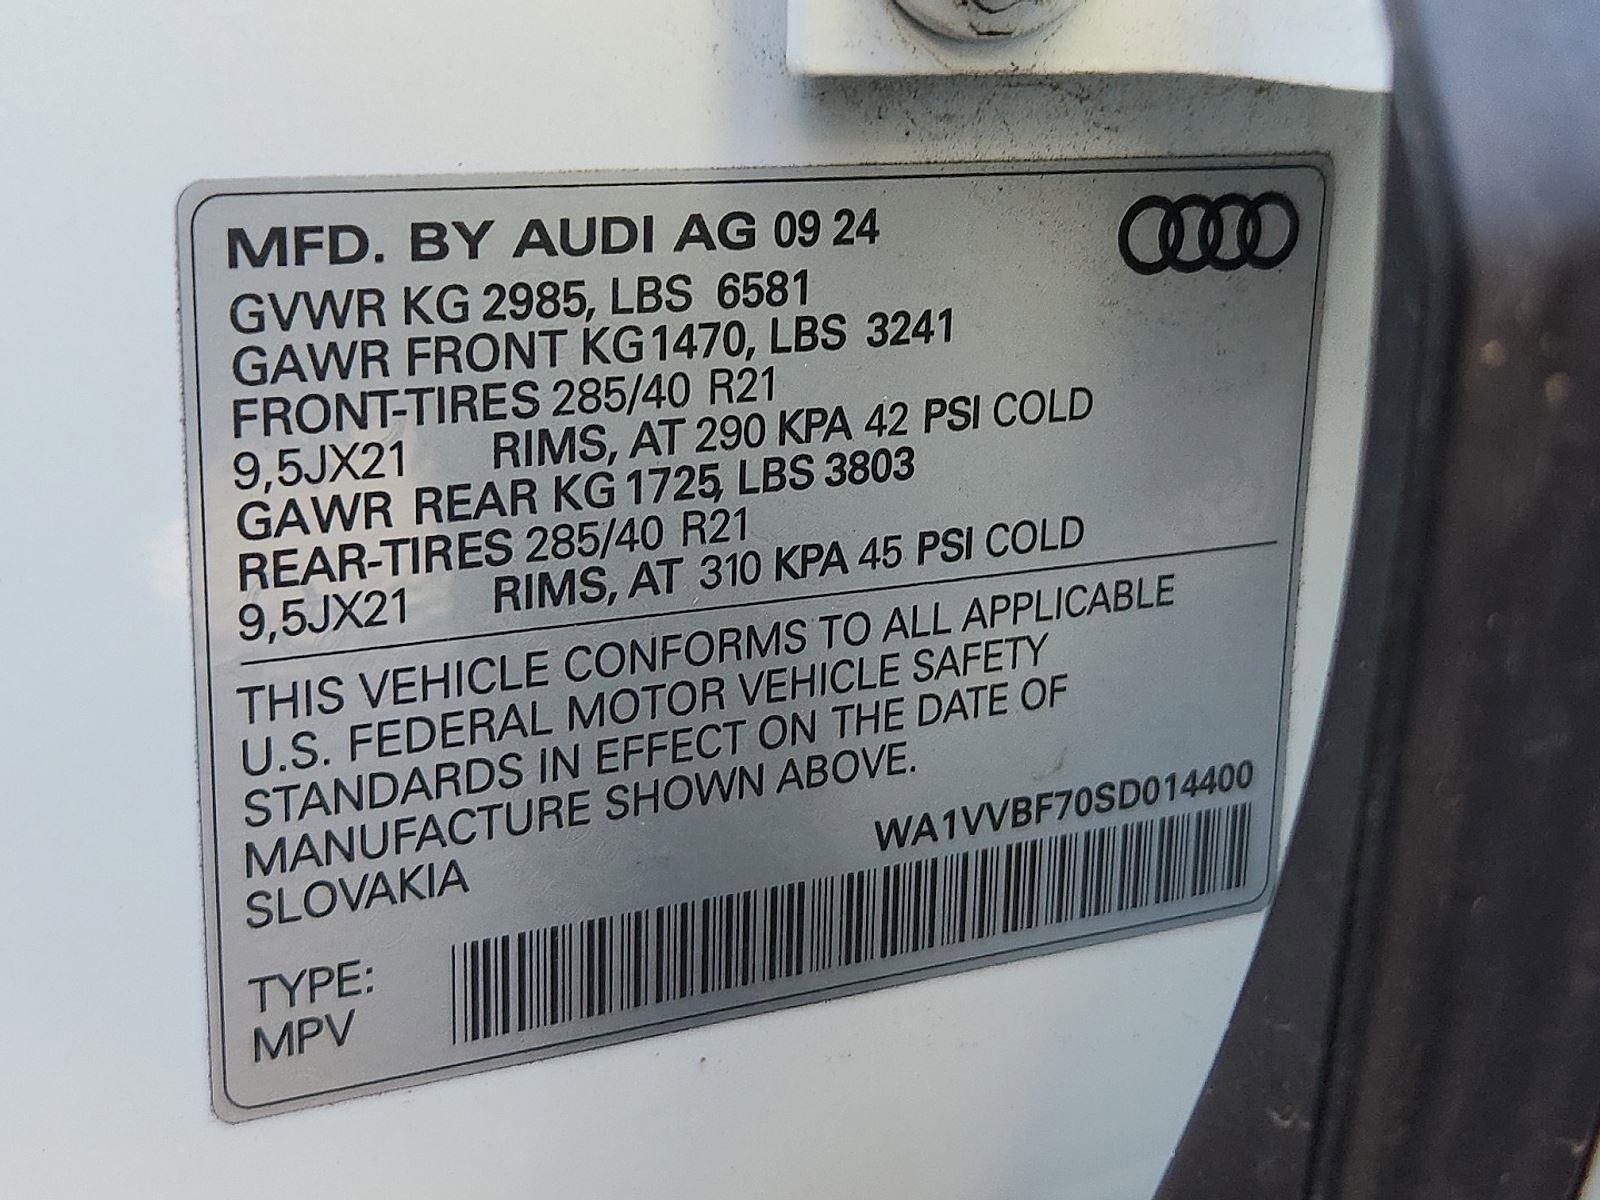 MFD. BY AUDI AG 09 24
GVWR KG 2985, LBS 6581
GAWR FRONT KG 1470, LBS 3241
FRONT-TIRES 285/40 R21
9,5JX21 RIMS, AT 290 KPA 42 PSI COLD
GAWR REAR KG 1725, LBS 3803
REAR-TIRES 285/40 R21
9,5JX21 RIMS, AT 310 KPA 45 PSI COLD
THIS VEHICLE CONFORMS TO ALL APPLICABLE
U.S. FEDERAL MOTOR VEHICLE SAFETY
STANDARDS IN EFFECT ON THE DATE OF
MANUFACTURE SHOWN ABOVE.
SLOVAKIA
WA1VVBF70SD014400
TYPE:
MPV